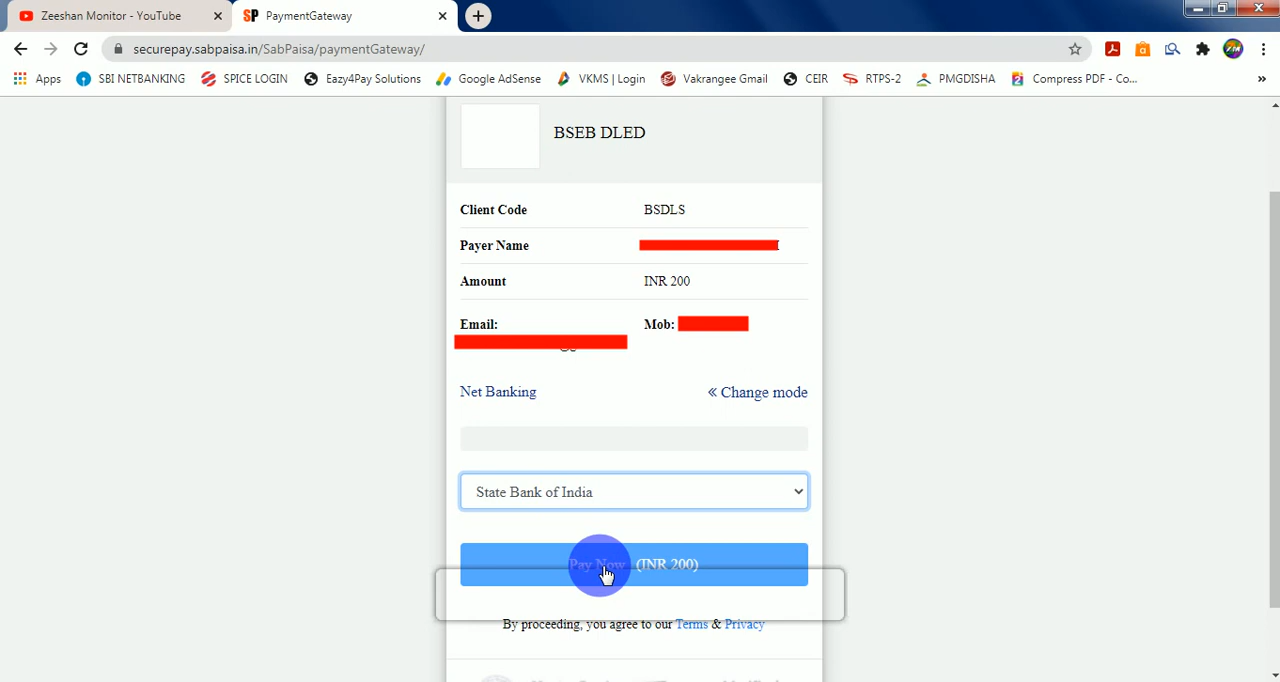 Zeeshan Monitor - YouTube
SP PaymentGateway
securepay.sabpaisa.in/SabPaisa/paymentGateway/
Apps SBI NETBANKING SPICE LOGIN Eazy4Pay Solutions Google AdSense VKMS | Login Vakrangee Gmail CEIR RTPS-2 PMGDISHA Compress PDF - Co... »
BSEB DLED
Client Code BSDLS
Payer Name
Amount INR 200
Email: Mob:
Net Banking « Change mode
State Bank of India
Pay Now (INR 200)
By proceeding, you agree to our Terms & Privacy